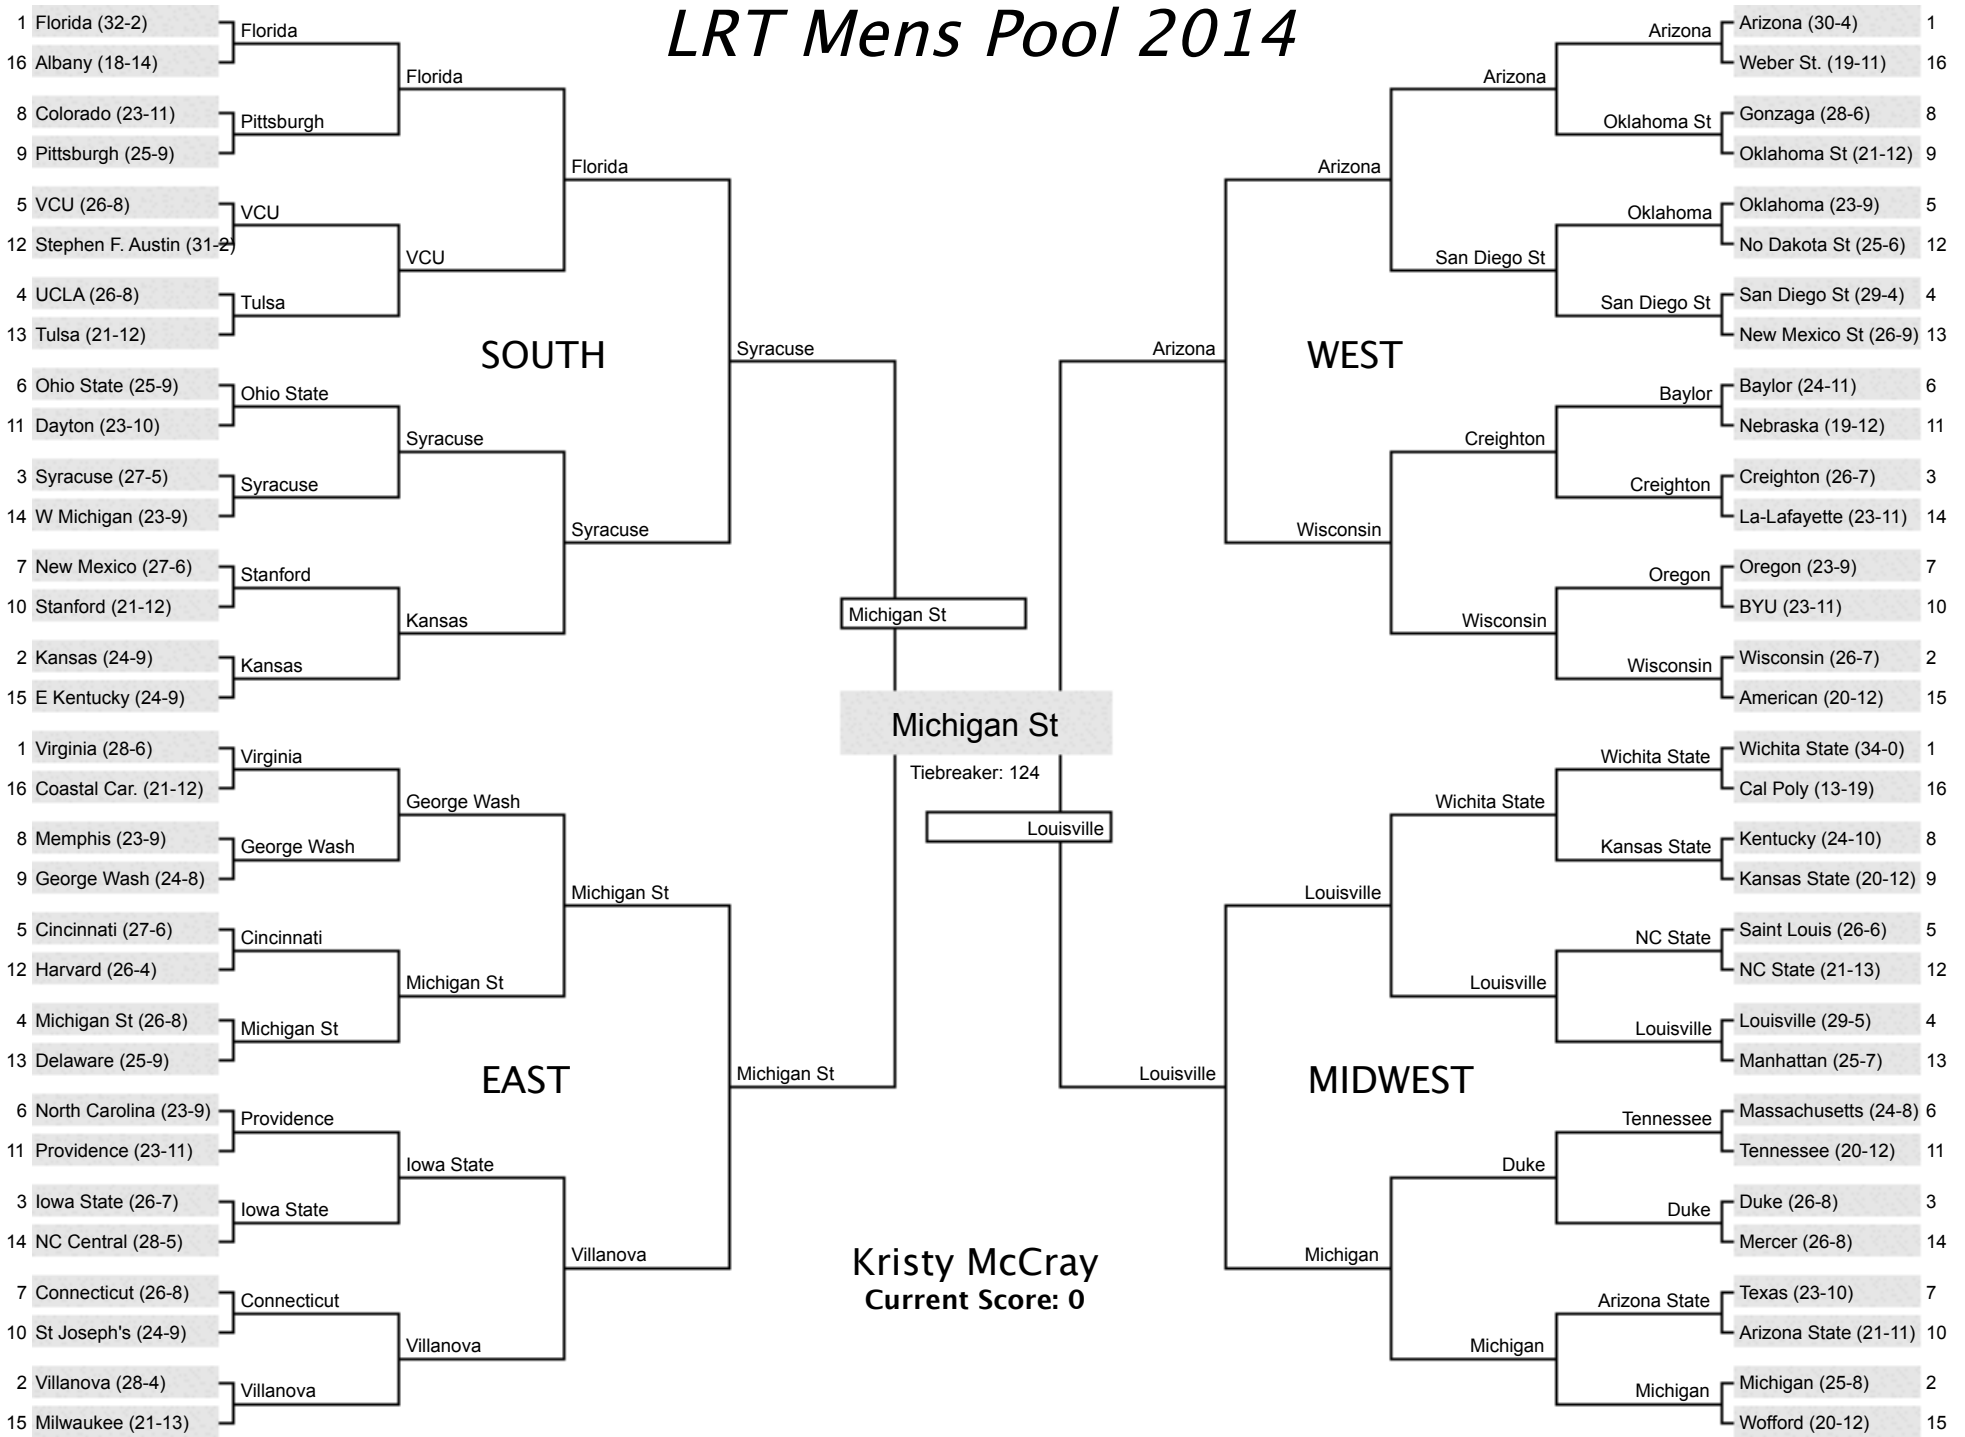 LRT Mens Pool 2014
1 Florida (32-2)
Florida
16 Albany (18-14)
Florida
8 Colorado (23-11)
Pittsburgh
9 Pittsburgh (25-9)
Florida
5 VCU (26-8)
VCU
12 Stephen F. Austin (31-2)
VCU
4 UCLA (26-8)
Tulsa
13 Tulsa (21-12)
SOUTH
Syracuse
6 Ohio State (25-9)
Ohio State
11 Dayton (23-10)
Syracuse
3 Syracuse (27-5)
Syracuse
14 W Michigan (23-9)
Syracuse
7 New Mexico (27-6)
Stanford
10 Stanford (21-12)
Kansas
2 Kansas (24-9)
Kansas
15 E Kentucky (24-9)
1 Virginia (28-6)
Virginia
16 Coastal Car. (21-12)
George Wash
8 Memphis (23-9)
George Wash
9 George Wash (24-8)
Michigan St
5 Cincinnati (27-6)
Cincinnati
12 Harvard (26-4)
Michigan St
4 Michigan St (26-8)
Michigan St
13 Delaware (25-9)
EAST
Michigan St
6 North Carolina (23-9)
Providence
11 Providence (23-11)
Iowa State
3 Iowa State (26-7)
Iowa State
14 NC Central (28-5)
Villanova
7 Connecticut (26-8)
Connecticut
10 St Joseph's (24-9)
Villanova
2 Villanova (28-4)
Villanova
15 Milwaukee (21-13)
Michigan St
Michigan St
Tiebreaker: 124
Louisville
Kristy McCray
Current Score: 0
Arizona
Arizona (30-4) 1
Weber St. (19-11) 16
Arizona
Gonzaga (28-6) 8
Oklahoma St
Oklahoma St (21-12) 9
Arizona
Oklahoma (23-9) 5
Oklahoma
No Dakota St (25-6) 12
San Diego St
San Diego St (29-4) 4
San Diego St
New Mexico St (26-9) 13
Arizona
WEST
Baylor (24-11) 6
Baylor
Nebraska (19-12) 11
Creighton
Creighton (26-7) 3
Creighton
La-Lafayette (23-11) 14
Wisconsin
Oregon (23-9) 7
Oregon
BYU (23-11) 10
Wisconsin
Wisconsin (26-7) 2
Wisconsin
American (20-12) 15
Wichita State (34-0) 1
Wichita State
Cal Poly (13-19) 16
Wichita State
Kentucky (24-10) 8
Kansas State
Kansas State (20-12) 9
Louisville
Saint Louis (26-6) 5
NC State
NC State (21-13) 12
Louisville
Louisville (29-5) 4
Louisville
Manhattan (25-7) 13
Louisville
MIDWEST
Massachusetts (24-8) 6
Tennessee
Tennessee (20-12) 11
Duke
Duke (26-8) 3
Duke
Mercer (26-8) 14
Michigan
Texas (23-10) 7
Arizona State
Arizona State (21-11) 10
Michigan
Michigan (25-8) 2
Michigan
Wofford (20-12) 15